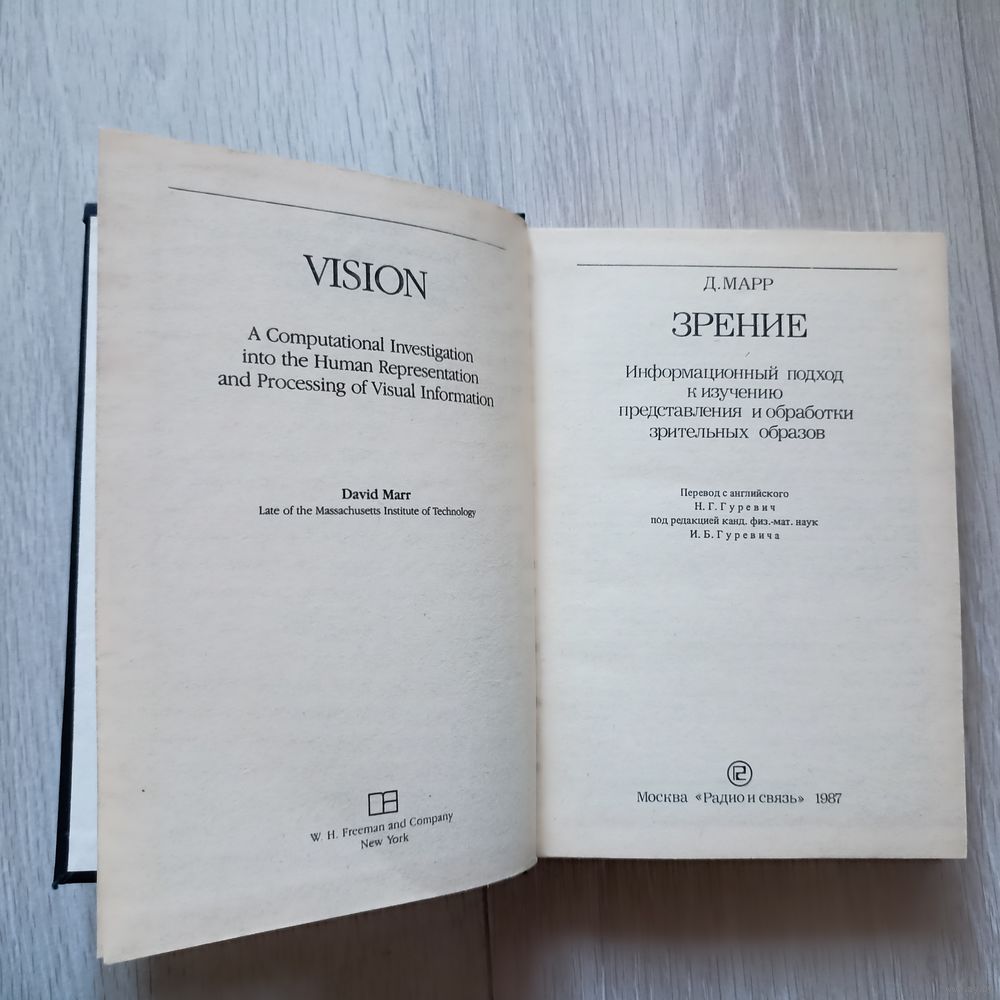 VISION
A Computational Investigation
into the Human Representation
and Processing of Visual Information
David Marr
Late of the Massachusetts Institute of Technology
W. H. Freeman and Company
New York
Д. МАРР
ЗРЕНИЕ
Информационный подход
к изучению
представления и обработки
зрительных образов
Перевод с английского
Н. Г. Гуревич
под редакцией канд. физ.-мат. наук
И. Б. Гуревича
Москва «Радио и связь» 1987